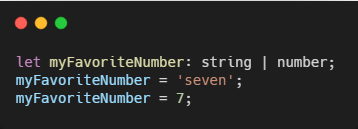 let myFavoriteNumber: string | number;
myFavoriteNumber = 'seven';
myFavoriteNumber = 7;